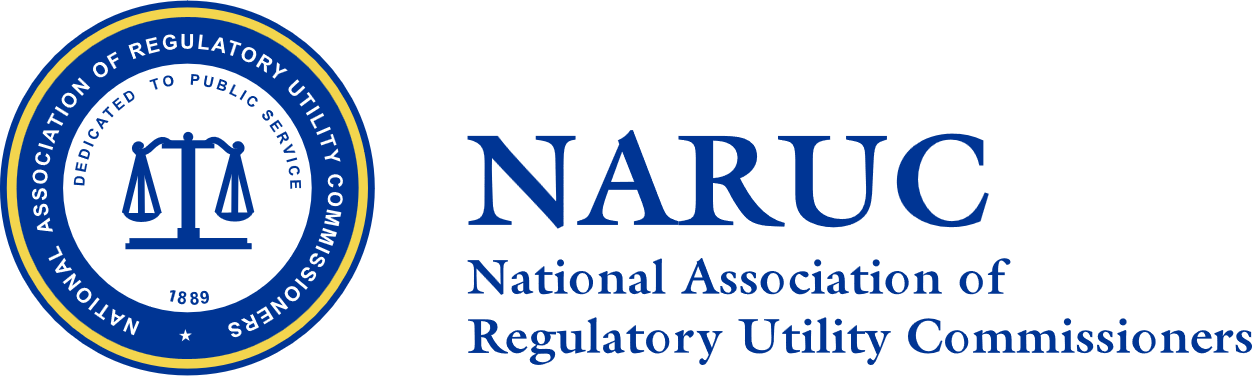 NATIONAL ASSOCIATION OF REGULATORY UTILITY COMMISSIONERS
DEDICATED TO PUBLIC SERVICE
1889
NARUC
National Association of
Regulatory Utility Commissioners